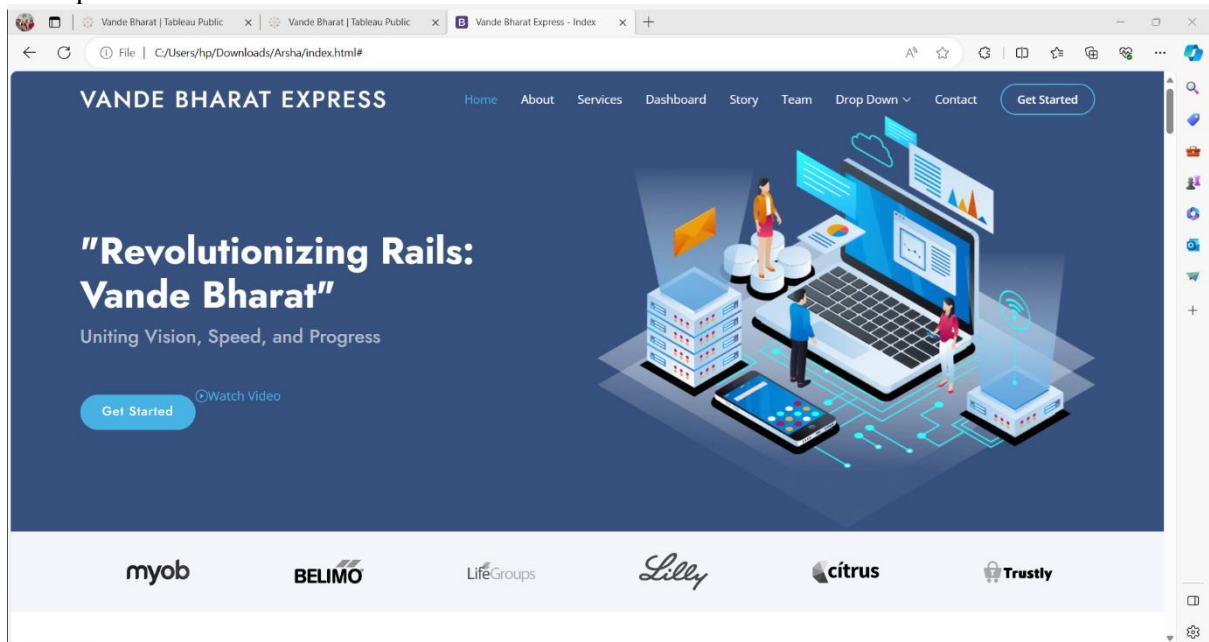 Vande Bharat | Tableau Public
Vande Bharat | Tableau Public
Vande Bharat Express - Index
File | C:/Users/hp/Downloads/Arsha/index.html#
VANDE BHARAT EXPRESS
Home About Services Dashboard Story Team Drop Down Contact Get Started
"Revolutionizing Rails:
Vande Bharat"
Uniting Vision, Speed, and Progress
Get Started
Watch Video
myob BELIMO LifeGroups Lilly cítrus Trustly